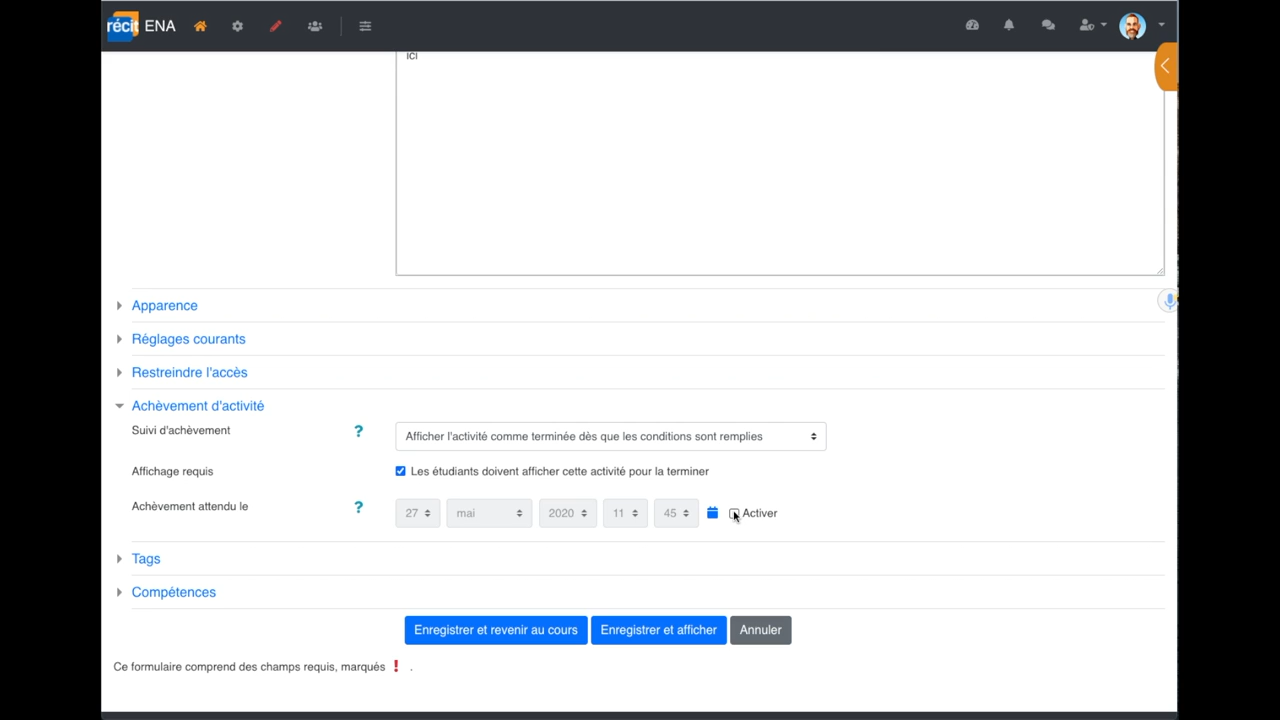 récit ENA
ici
Apparence
Réglages courants
Restreindre l'accès
Achèvement d'activité
Suivi d'achèvement ? Afficher l'activité comme terminée dès que les conditions sont remplies
Affichage requis Les étudiants doivent afficher cette activité pour la terminer
Achèvement attendu le ? 27 mai 2020 11 45 Activer
Tags
Compétences
Enregistrer et revenir au cours Enregistrer et afficher Annuler
Ce formulaire comprend des champs requis, marqués ! .